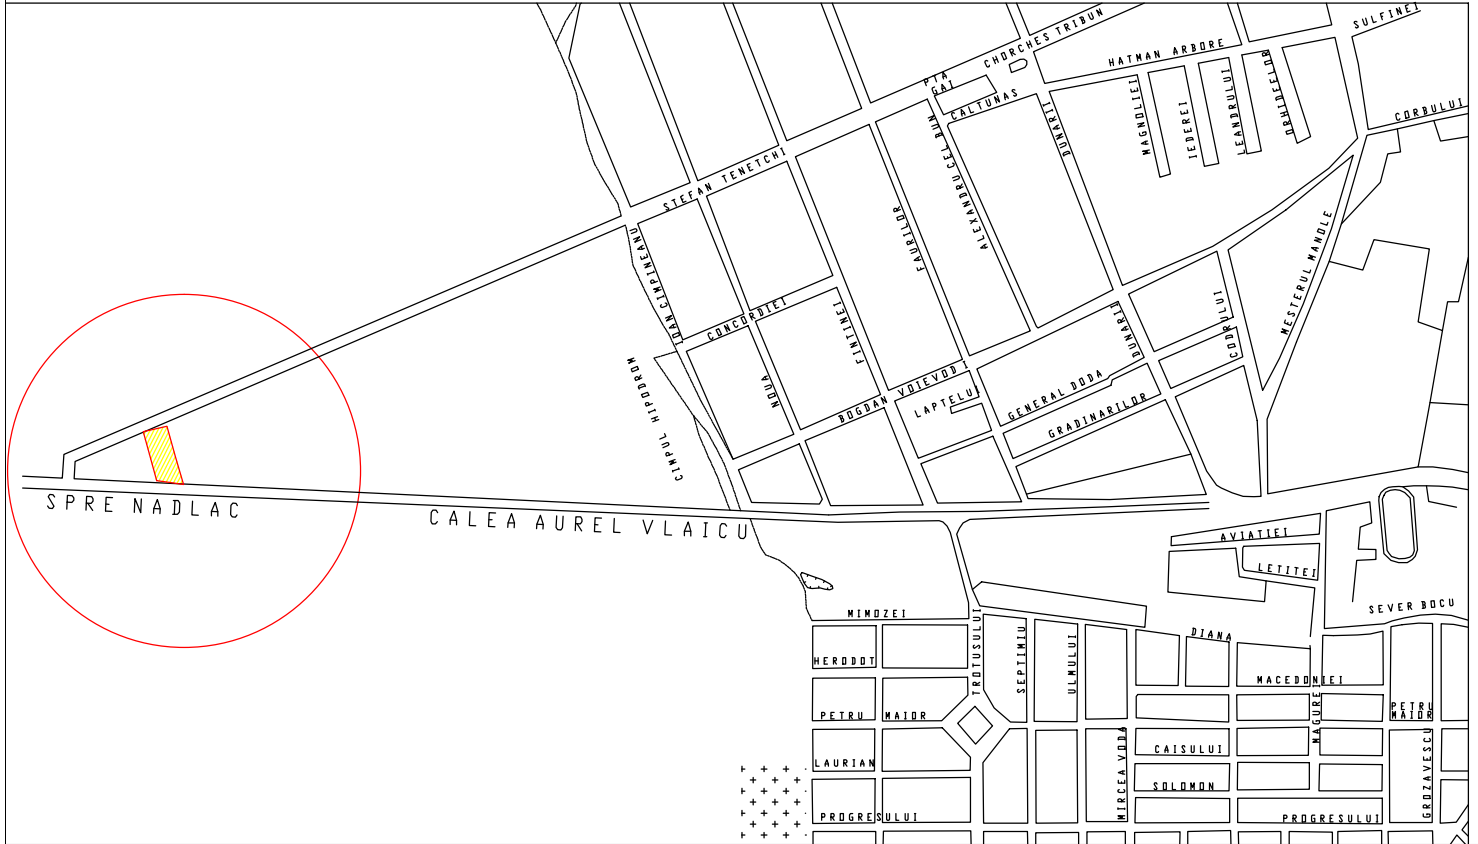 SULFINEI
CHORCHES TRIBUN
HATMAN ARBORE
PTA
GAI
CALTUNAS
CORBULUI
MAGNOLIEI
IEDEREI
LEANDRULUI
ORHIDEELOR
DUNARII
ALEXANDRU CEL BUN
STEFAN TENETCHI
FAURILOR
MESTERUL MANOLE
IOAN CIMPINEANU
CONCORDIEI
FINTINEI
DUNARII
CODRULUI
CIMPUL HIPODROM
NOUA
BOGDAN VOIEVOD I
LAPTELUI
GENERAL DODA
GRADINARILOR
SPRE NADLAC
CALEA AUREL VLAICU
AVIATIEI
LETITEI
SEVER BOCU
MIMOZEI
TROTUSULUI
SEPTIMIU
ULMULUI
DIANA
HERODOT
MACEDONIEI
PETRU MAIOR
MAGUREI
PETRU
MAIOR
LAURIAN
MIRCEA VODA
CAISULUI
SOLOMON
GROZAVESCU
PROGRESULUI
PROGRESULUI